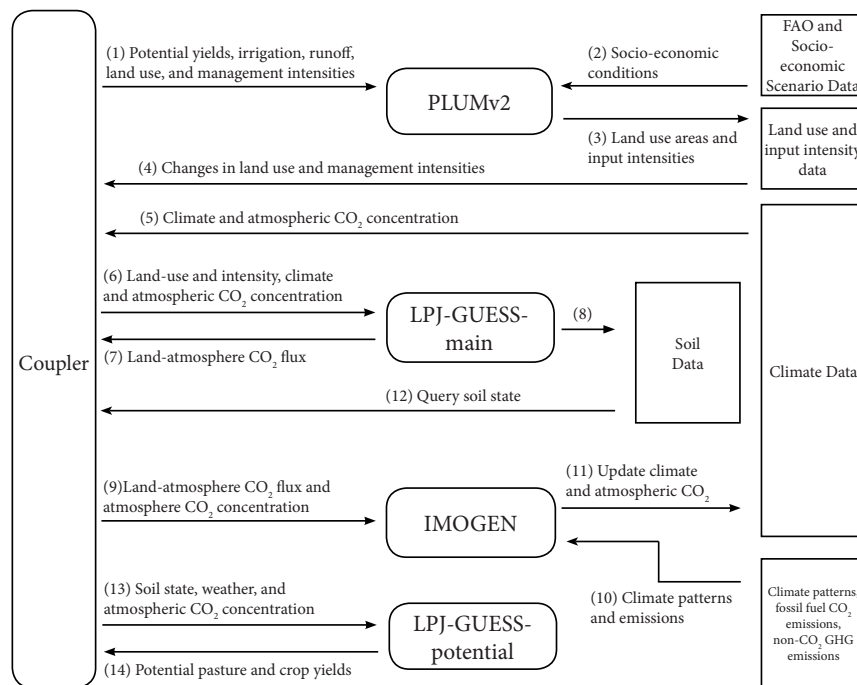 FAO and
Socio-
economic
Scenario Data
(1) Potential yields, irrigation, runoff,
land use, and management intensities
(2) Socio-economic
conditions
PLUMv2
(3) Land use areas and
input intensities
Land use and
input intensity
data
(4) Changes in land use and management intensities
(5) Climate and atmospheric CO₂ concentration
(6) Land-use and intensity, climate
and atmospheric CO₂ concentration
LPJ-GUESS-
main
(8)
Soil
Data
(7) Land-atmosphere CO₂ flux
Coupler
Climate Data
(12) Query soil state
(9)Land-atmosphere CO₂ flux and
atmosphere CO₂ concentration
IMOGEN
(11) Update climate
and atmospheric CO₂
(10) Climate patterns
and emissions
Climate patterns,
fossil fuel CO₂
emissions,
non-CO₂ GHG
emissions
(13) Soil state, weather, and
atmospheric CO₂ concentration
LPJ-GUESS-
potential
(14) Potential pasture and crop yields